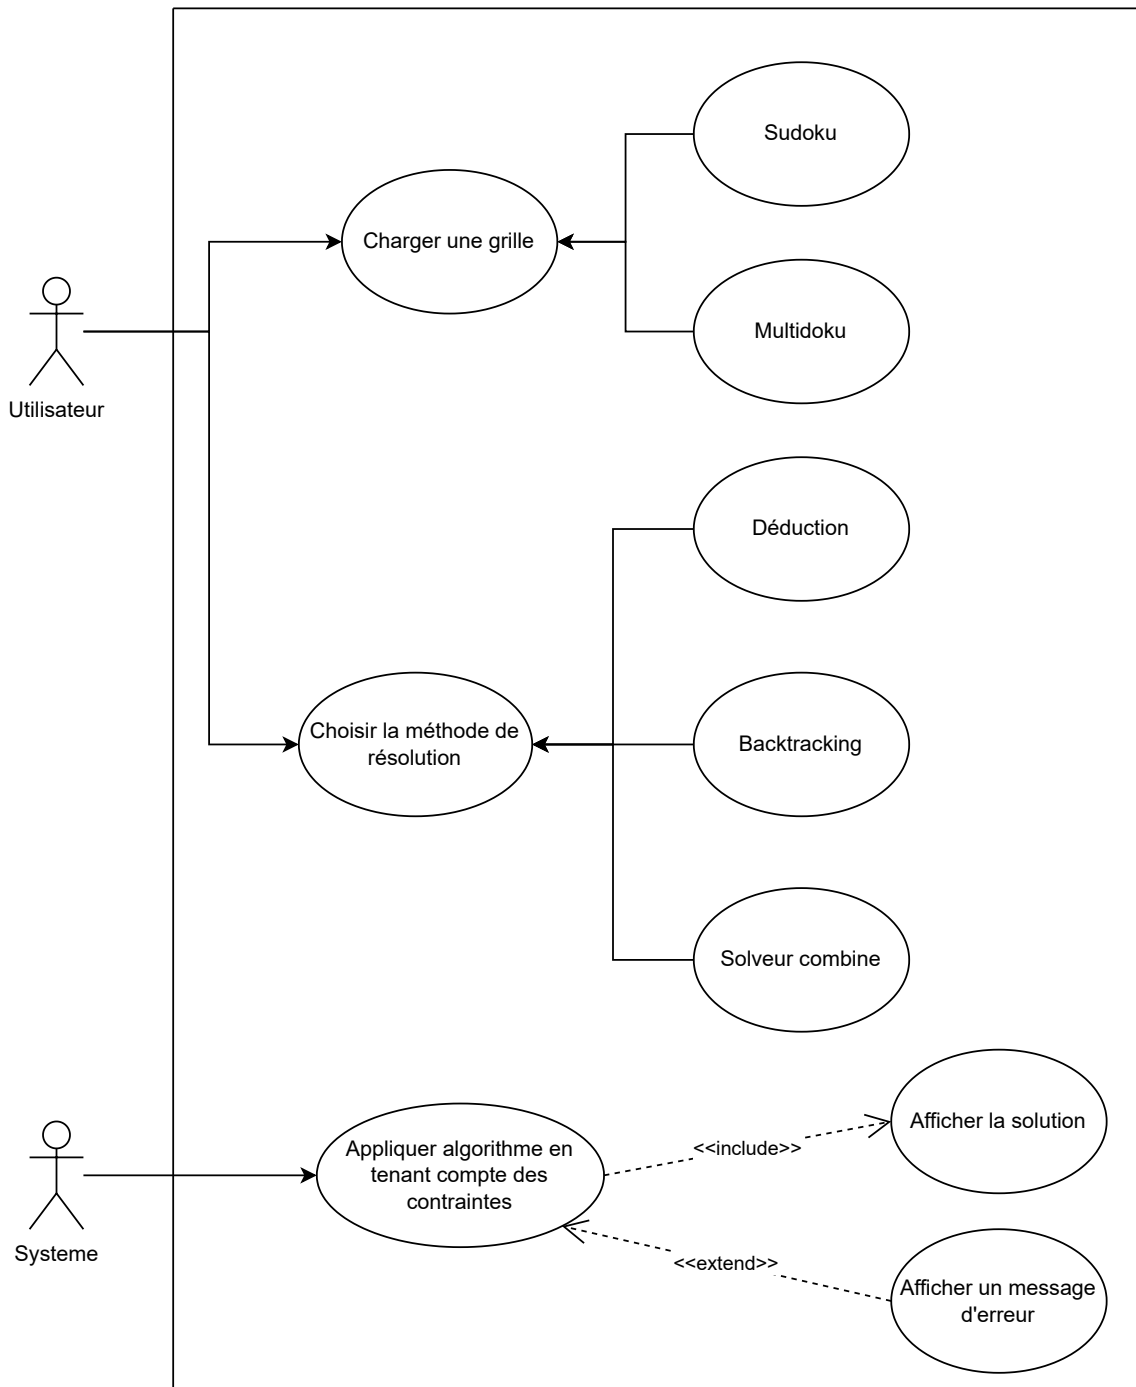 Sudoku
Charger une grille
Multidoku
Utilisateur
Déduction
Choisir la méthode de
résolution
Backtracking
Solveur combine
Afficher la solution
<<include>>
Appliquer algorithme en
tenant compte des
contraintes
Systeme
<<extend>>
Afficher un message
d'erreur